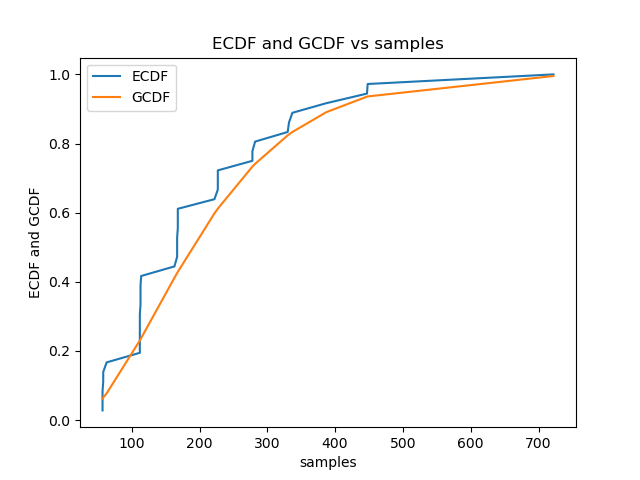 ECDF and GCDF vs samples
ECDF
GCDF
ECDF and GCDF
1.0
0.8
0.6
0.4
0.2
0.0
100 200 300 400 500 600 700
samples